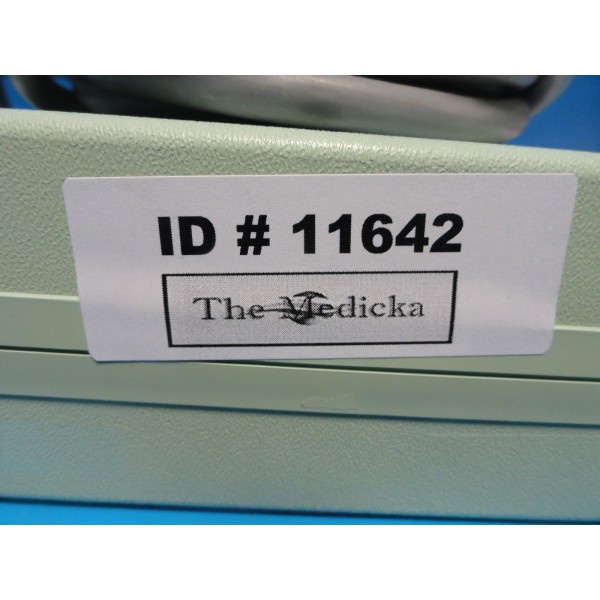 ID # 11642
The Medicka